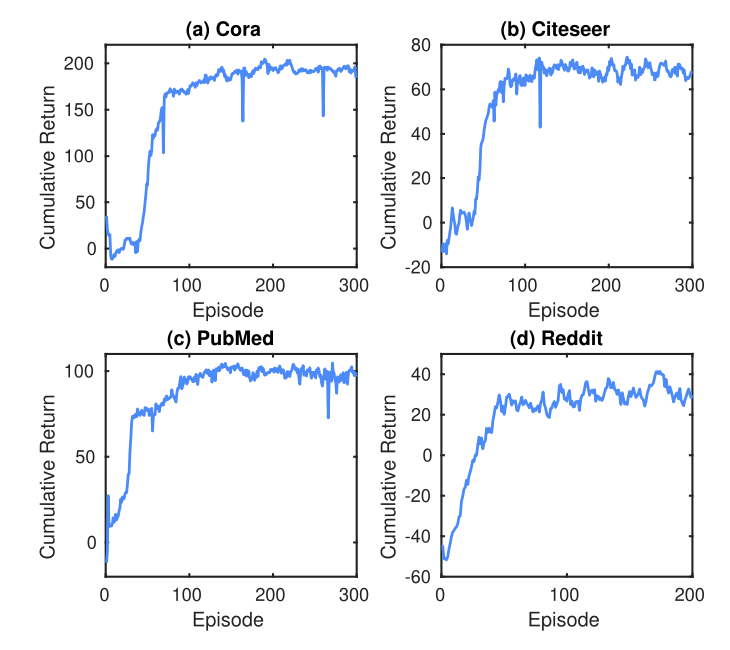 (a) Cora
Cumulative Return
200
150
100
50
0
0 100 200 300
Episode
(b) Citeseer
Cumulative Return
80
60
40
20
0
-20
0 100 200 300
Episode
(c) PubMed
Cumulative Return
100
50
0
0 100 200 300
Episode
(d) Reddit
Cumulative Return
40
20
0
-20
-40
-60
0 100 200
Episode